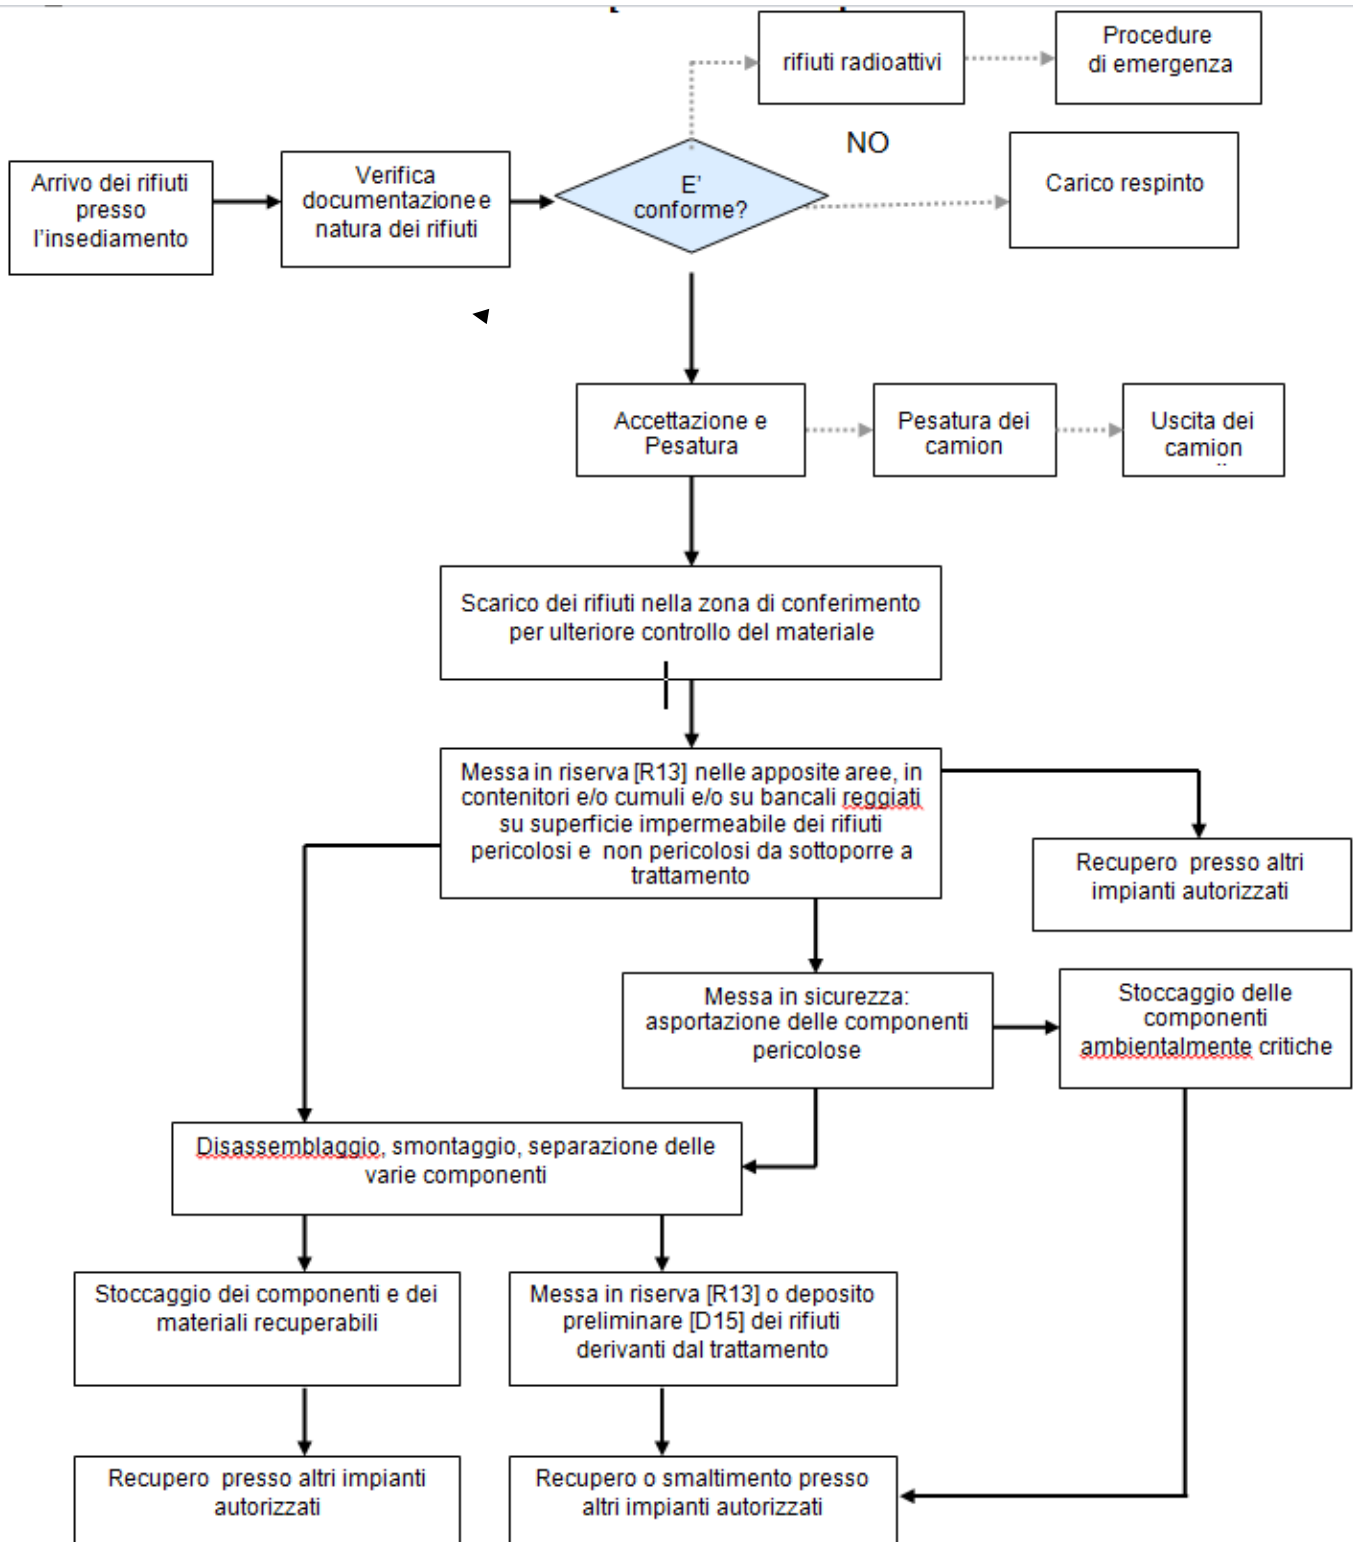 rifiuti radioattivi
Procedure
di emergenza
NO
Arrivo dei rifiuti
presso
l'insediamento
Verifica
documentazione e
natura dei rifiuti
E'
conforme?
Carico respinto
Accettazione e
Pesatura
Pesatura dei
camion
Uscita dei
camion
Scarico dei rifiuti nella zona di conferimento
per ulteriore controllo del materiale
Messa in riserva [R13] nelle apposite aree, in
contenitori e/o cumuli e/o su bancali reggiati
su superficie impermeabile dei rifiuti
pericolosi e non pericolosi da sottoporre a
trattamento
Recupero presso altri
impianti autorizzati
Messa in sicurezza:
asportazione delle componenti
pericolose
Stoccaggio delle
componenti
ambientalmente critiche
Disassemblaggio, smontaggio, separazione delle
varie componenti
Stoccaggio dei componenti e dei
materiali recuperabili
Messa in riserva [R13] o deposito
preliminare [D15] dei rifiuti
derivanti dal trattamento
Recupero presso altri impianti
autorizzati
Recupero o smaltimento presso
altri impianti autorizzati